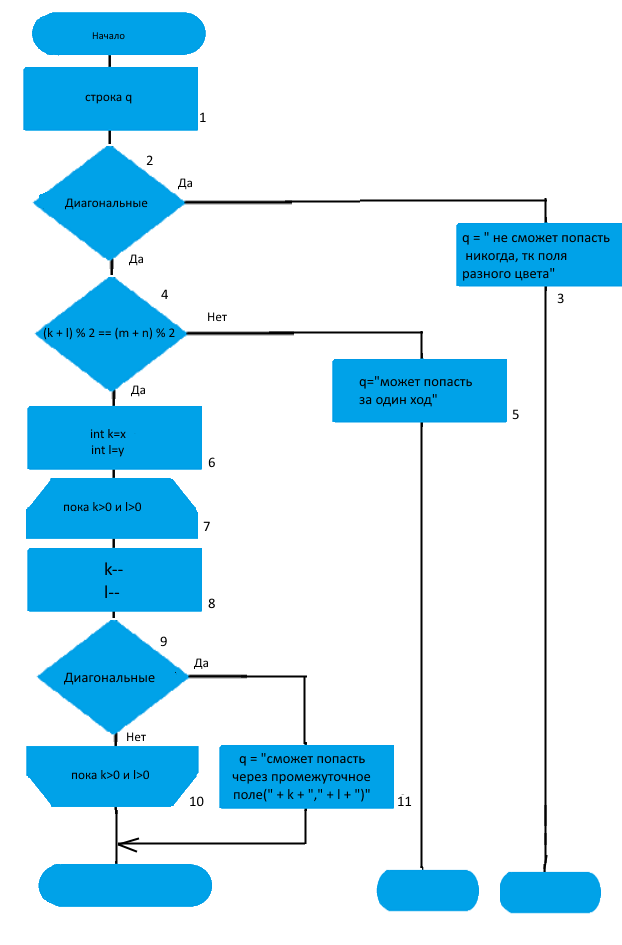 Начало
строка q
1
2
Да
Диагональные
q = " не сможет попасть
никогда, тк поля
разного цвета"
3
Да
4
Нет
(k + l) % 2 == (m + n) % 2
q="может попасть
за один ход"
5
Да
int k=x
int l=y
6
пока k>0 и l>0
7
k--
l--
8
9
Да
Диагональные
Нет
q = "сможет попасть
через промежуточное
поле(" + k + "," + l + ")"
11
пока k>0 и l>0
10